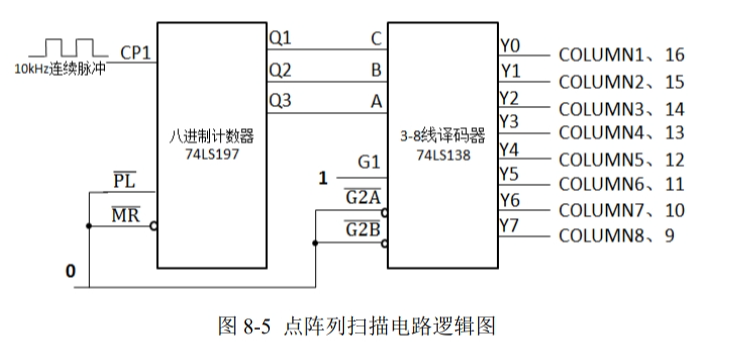 Q1 C
Y0 COLUMN1、16
CP1
10kHz连续脉冲
Q2 B
Y1 COLUMN2、15
Q3 A
Y2 COLUMN3、14
八进制计数器
74LS197
3-8线译码器
74LS138
Y3 COLUMN4、13
Y4 COLUMN5、12
1 G1
Y5 COLUMN6、11
PL
G2A
Y6 COLUMN7、10
MR
G2B
Y7 COLUMN8、9
0
图 8-5 点阵列扫描电路逻辑图